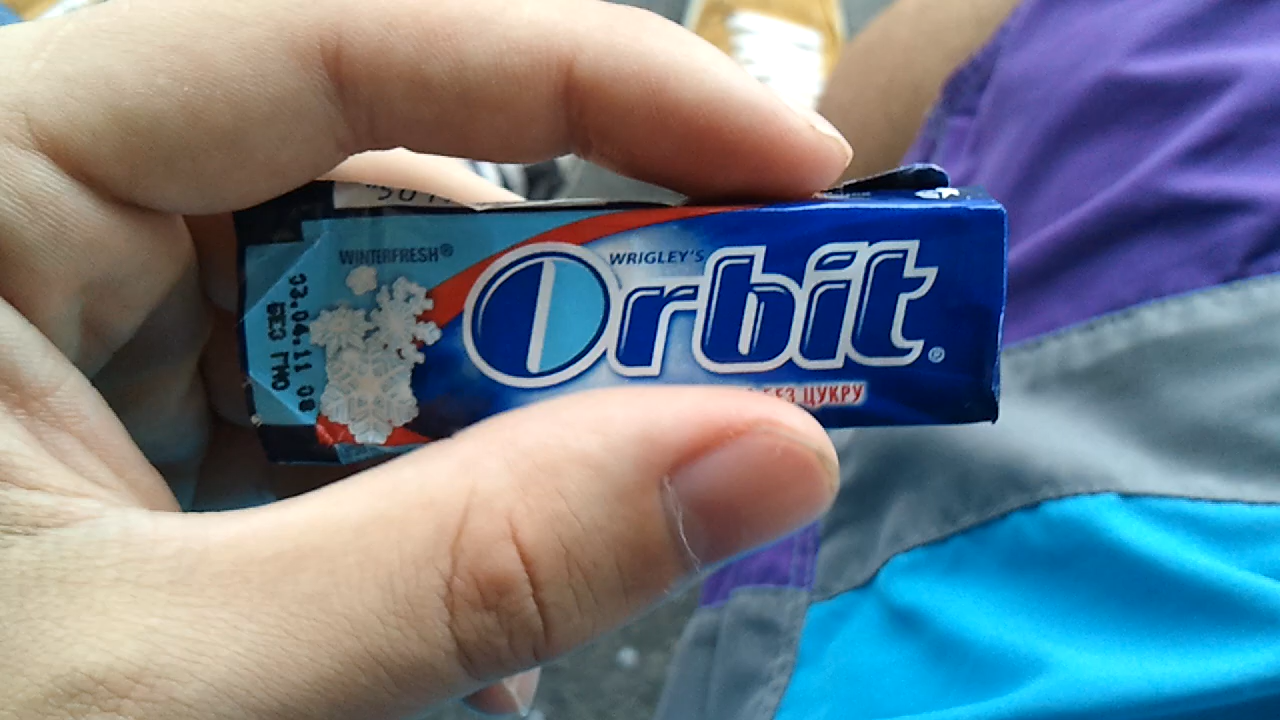 WINTERFRESH®
WRIGLEY'S
Orbit®
БЕЗ ЦУКРУ
03.04.11 08
БЕЗ ГМО